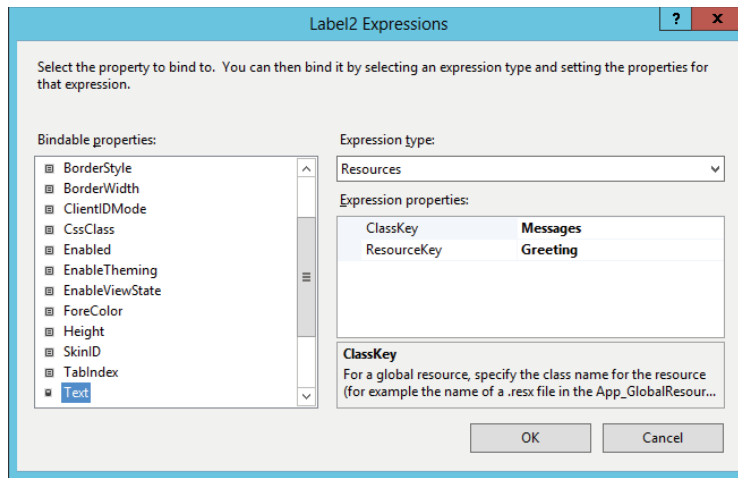 Label2 Expressions
? x
Select the property to bind to. You can then bind it by selecting an expression type and setting the properties for
that expression.
Bindable properties:
BorderStyle
BorderWidth
ClientIDMode
CssClass
Enabled
EnableTheming
EnableViewState
ForeColor
Height
SkinID
TabIndex
Text
Expression type:
Resources
Expression properties:
ClassKey Messages
ResourceKey Greeting
ClassKey
For a global resource, specify the class name for the resource
(for example the name of a .resx file in the App_GlobalResour...
OK Cancel